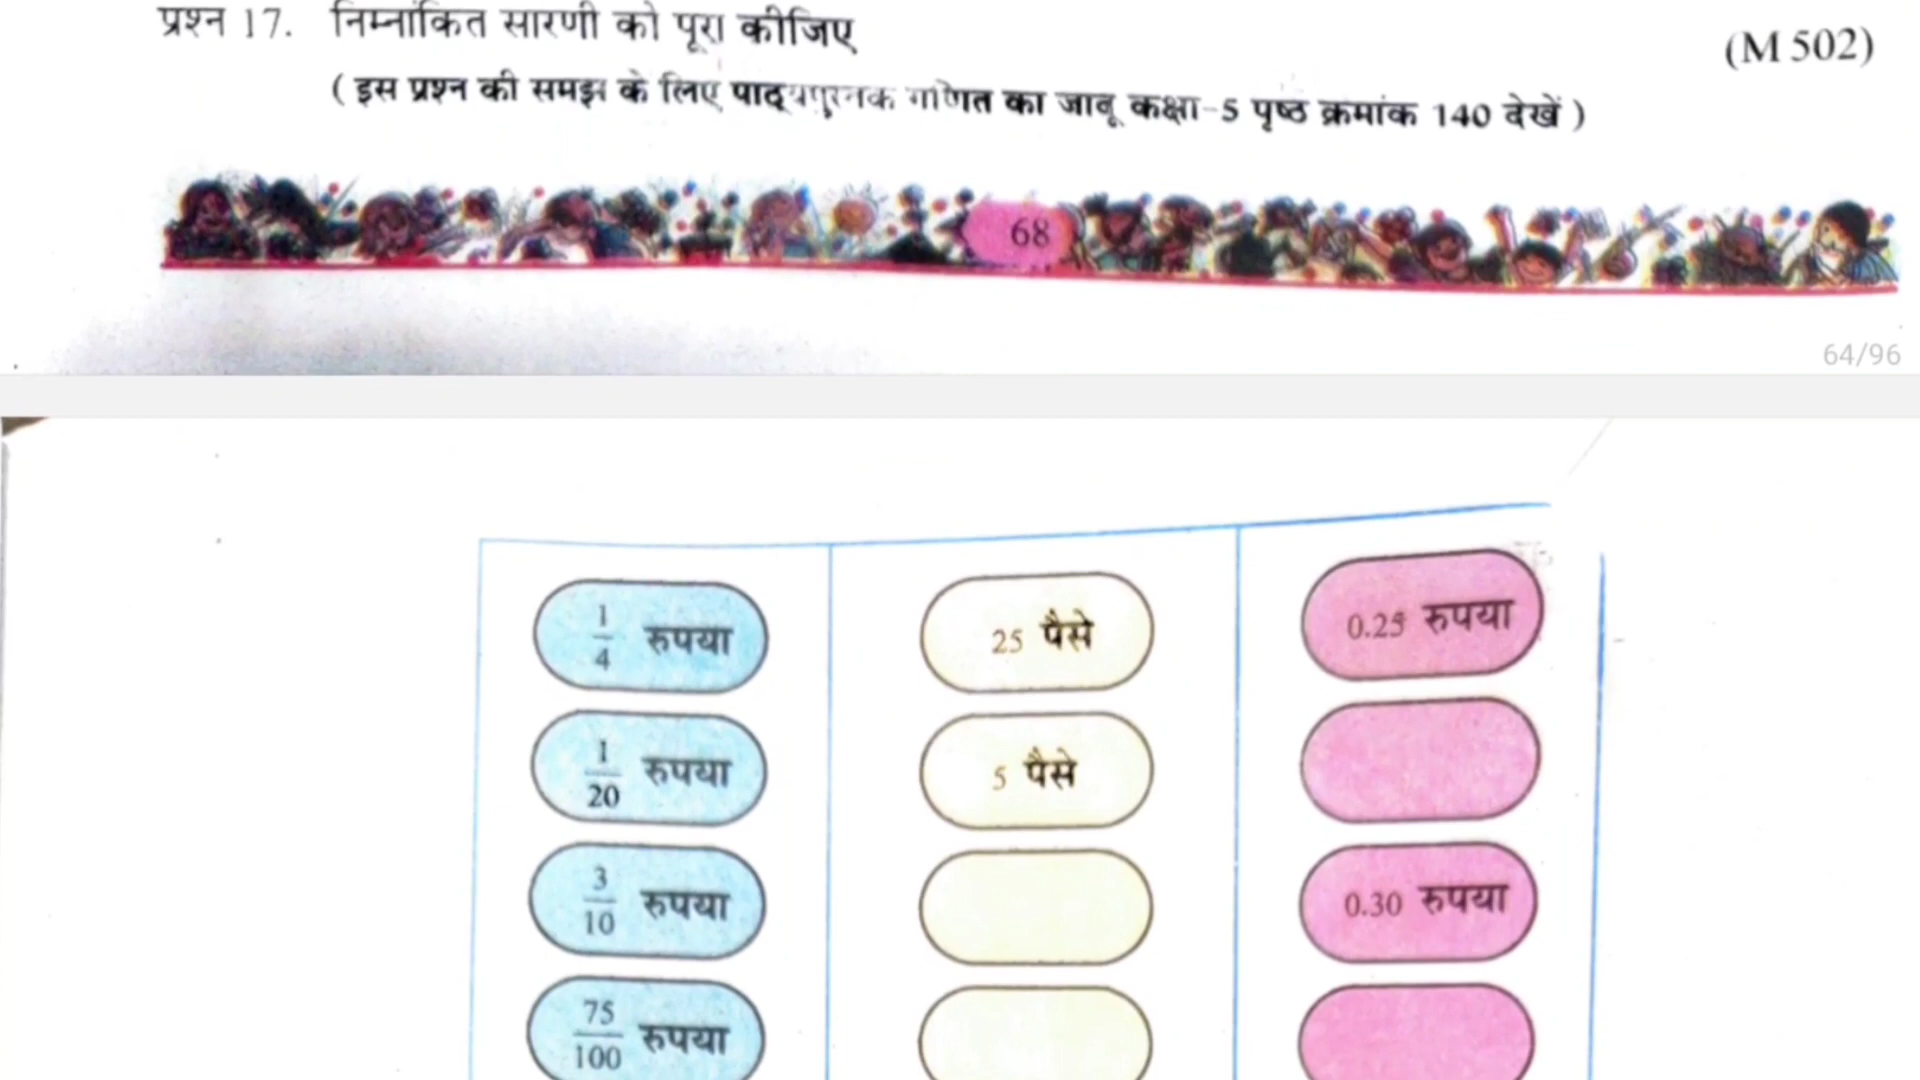 प्रश्न 17. निम्नांकित सारणी को पूरा कीजिए (M 502)
( इस प्रश्न की समझ के लिए पाठ्यपुस्तक गणित का जादू कक्षा-5 पृष्ठ क्रमांक 140 देखें )
68
64/96
1/4 रुपया 25 पैसे 0.25 रुपया
1/20 रुपया 5 पैसे
3/10 रुपया 0.30 रुपया
75/100 रुपया